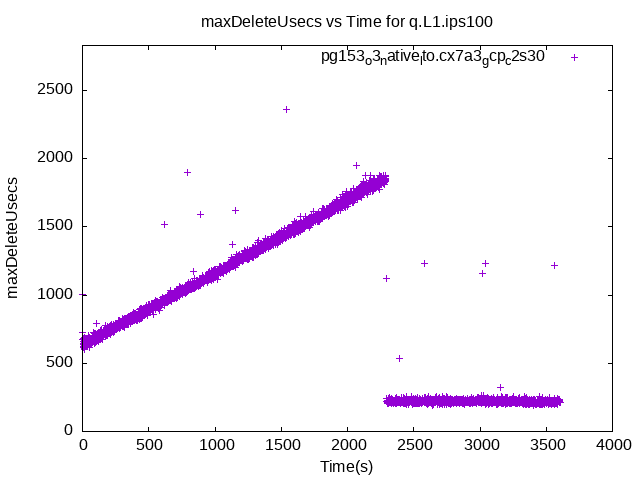 maxDeleteUsecs vs Time for q.L1.ips100
pg153o3native_lto.cx7a3gcpc2s30
2500
2000
1500
1000
500
0
maxDeleteUsecs
0 500 1000 1500 2000 2500 3000 3500 4000
Time(s)